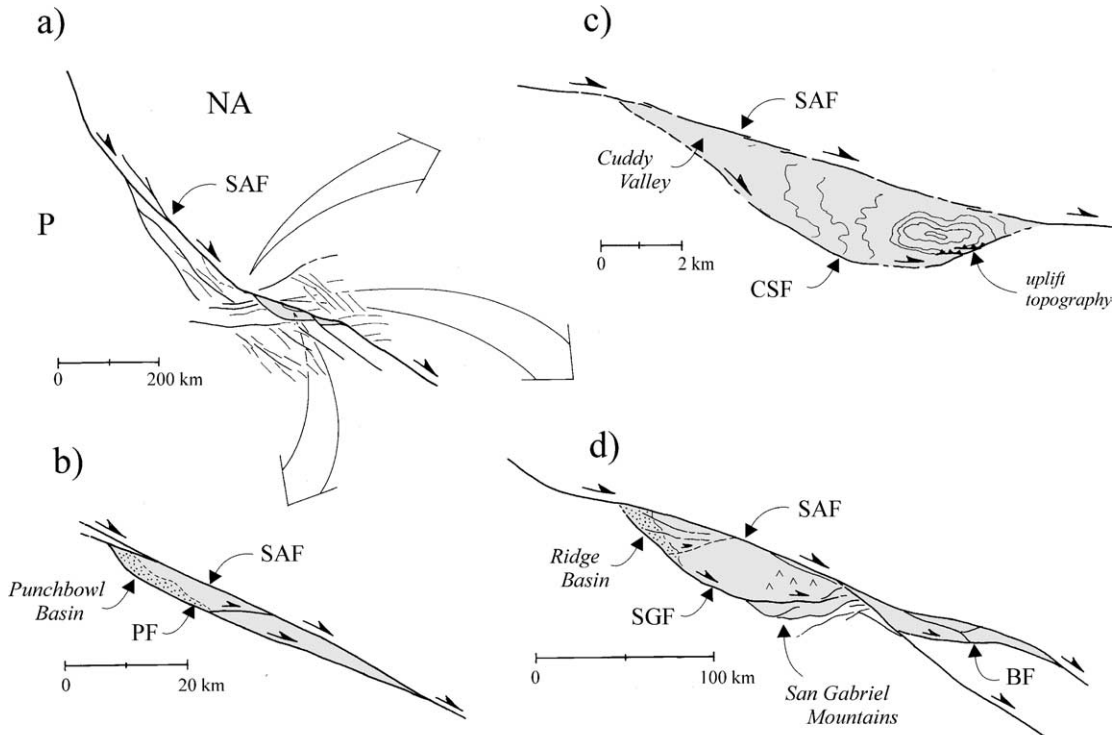 a)
NA
SAF
P
0
200 km
c)
SAF
Cuddy
Valley
0
2 km
CSF
uplift
topography
b)
SAF
Punchbowl
Basin
PF
0
20 km
d)
SAF
Ridge
Basin
SGF
BF
0
100 km
San Gabriel
Mountains